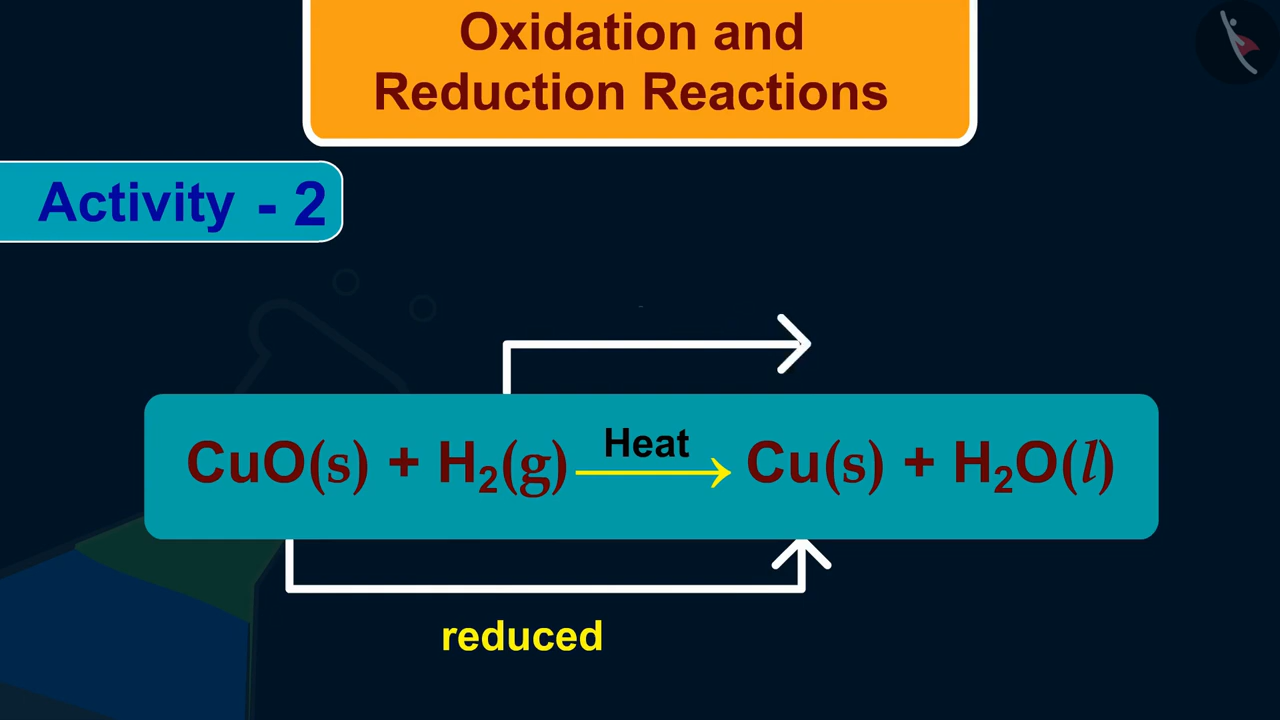 Oxidation and
Reduction Reactions
Activity - 2
Heat
CuO(s) + H₂(g) → Cu(s) + H₂O(l)
reduced